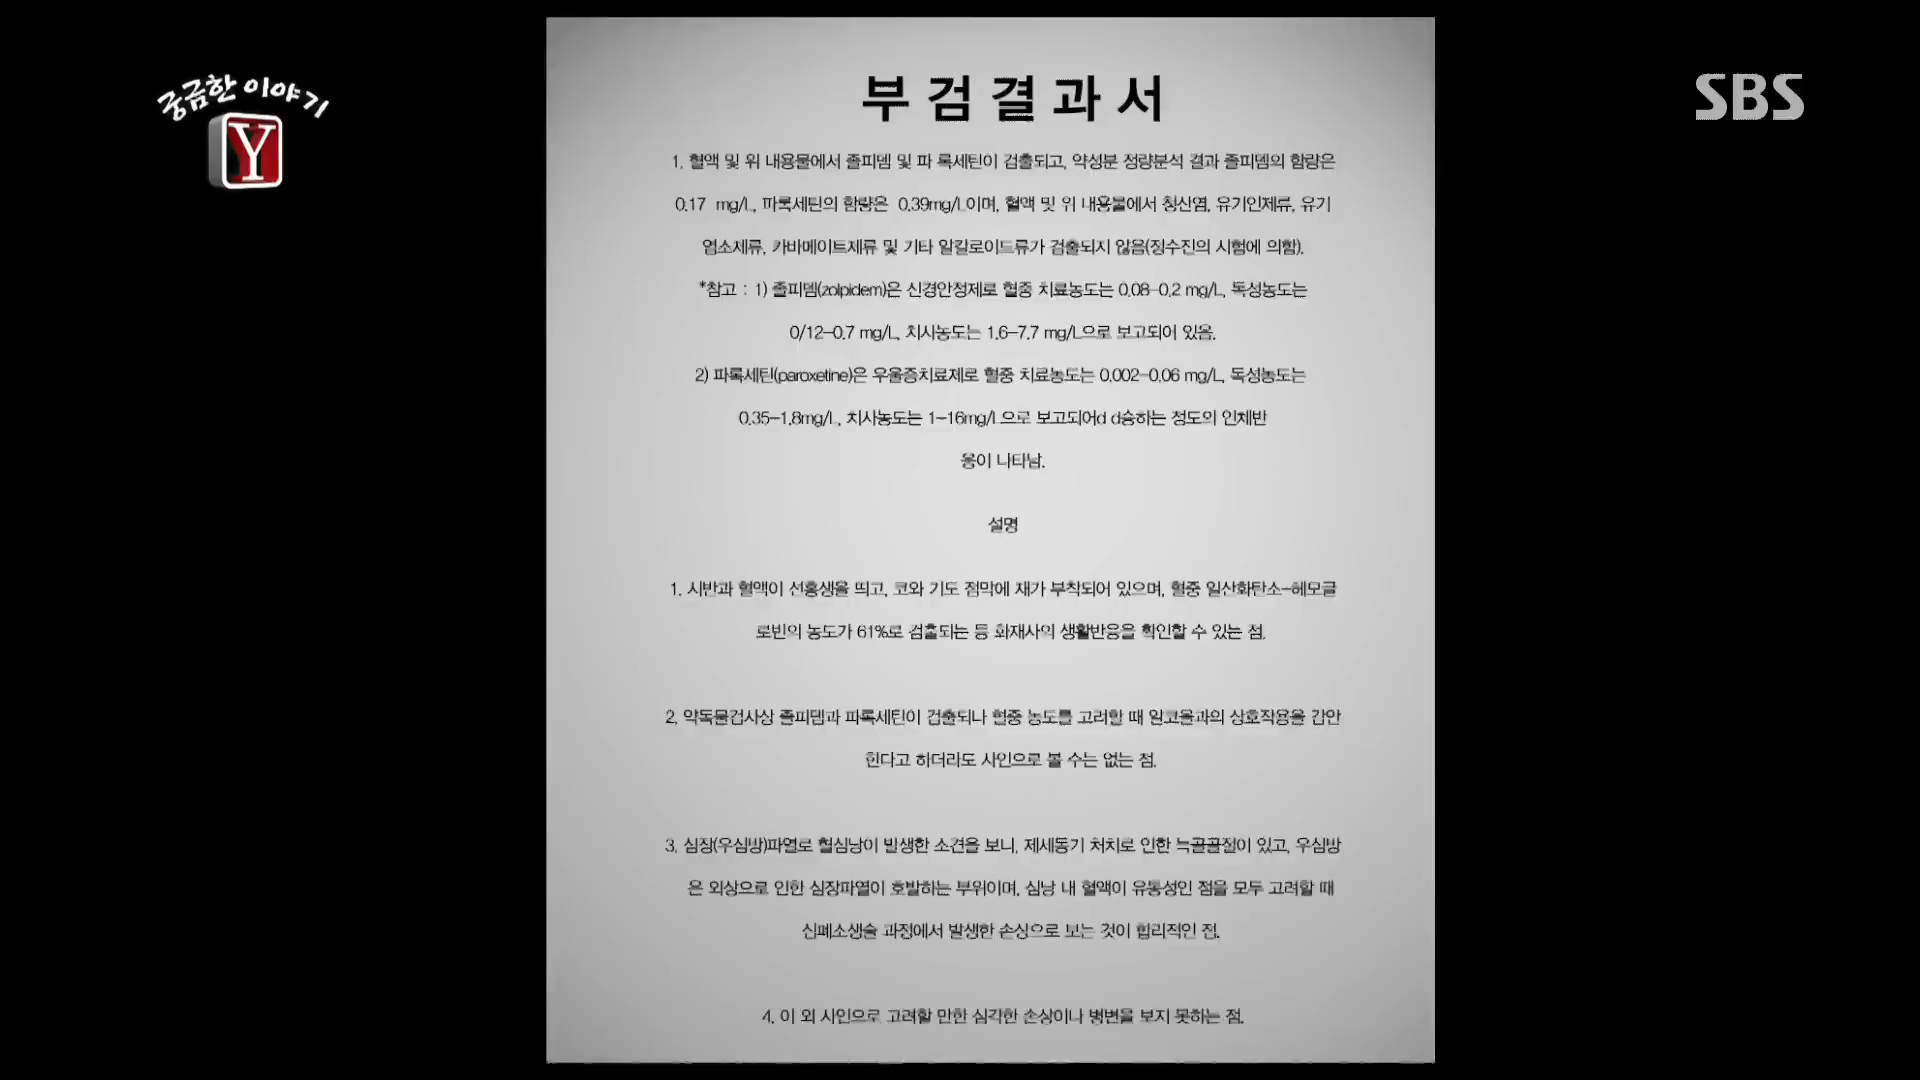 궁금한 이야기
Y
SBS
부검결과서
1. 혈액 및 위 내용물에서 졸피뎀 및 파 록세틴이 검출되고, 약성분 정량분석 결과 졸피뎀의 함량은
0.17 mg/L, 파록세틴의 함량은 0.39mg/L이며, 혈액 및 위 내용물에서 청산염, 유기인제류, 유기
염소제류, 카바메이트제류 및 기타 알킬로이드류가 검출되지 않음(정수진의 시험에 의함).
*참고 : 1) 졸피뎀(zolpidem)은 신경안정제로 혈중 치료농도는 0.08-0.2 mg/L, 독성농도는
0/12-0.7 mg/L, 치사농도는 1.6-7.7 mg/L으로 보고되어 있음.
2) 파록세틴(paroxetine)은 우울증치료제로 혈중 치료농도는 0.002-0.06 mg/L, 독성농도는
0.35-1.8mg/L, 치사농도는 1-16mg/l 으로 보고되어d d승하는 정도의 인체반
응이 나타남.
설명
1. 시반과 혈액이 선홍생을 띄고, 코와 기도 점막에 재가 부착되어 있으며, 혈중 일산화탄소-헤모글
로빈의 농도가 61%로 검출되는 등 화재사의 생활반응을 확인할 수 있는 점.
2. 약독물검사상 졸피뎀과 파록세틴이 검출되나 혈중 농도를 고려할 때 알코올과의 상호작용을 감안
한다고 하더라도 사인으로 볼 수는 없는 점.
3. 심장(우심방)파열로 혈심낭이 발생한 소견을 보니, 제세동기 처치로 인한 늑골골절이 있고, 우심방
은 외상으로 인한 심장파열이 호발하는 부위이며, 심낭 내 혈액이 유동성인 점을 모두 고려할 때
심폐소생술 과정에서 발생한 손상으로 보는 것이 합리적인 점.
4. 이 외 사인으로 고려할 만한 심각한 손상이나 병변을 보지 못하는 점.